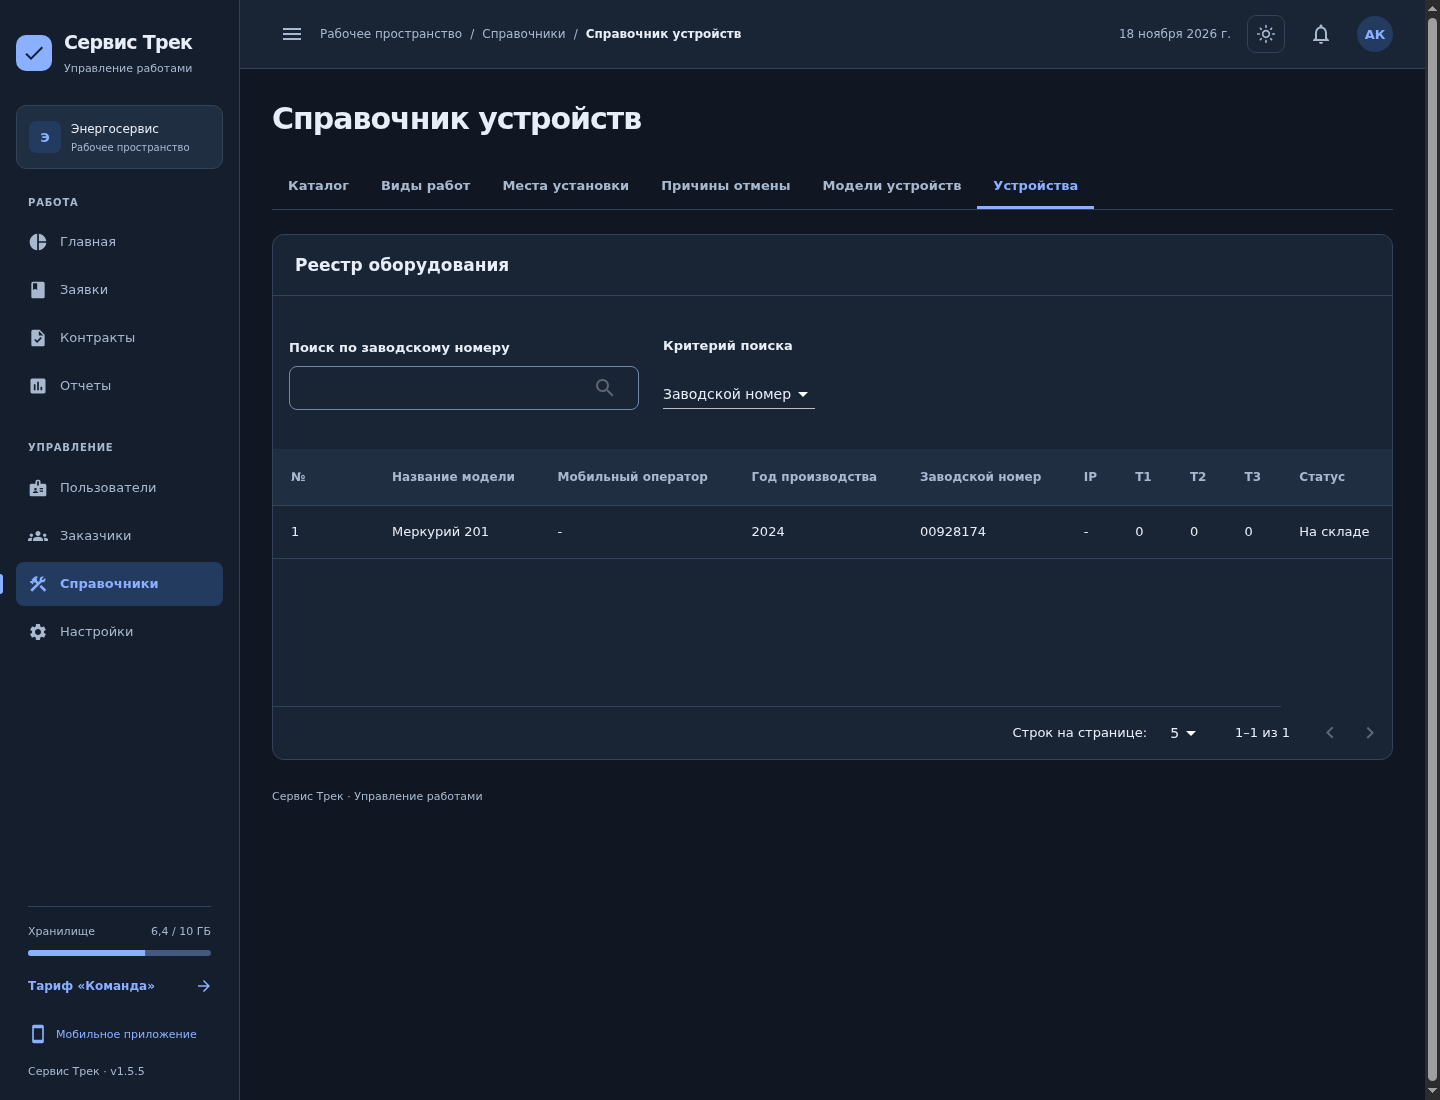 Сервис Трек
Управление работами
Э
Энергосервис
Рабочее пространство
РАБОТА
Главная
Заявки
Контракты
Отчеты
УПРАВЛЕНИЕ
Пользователи
Заказчики
Справочники
Настройки
Хранилище 6,4 / 10 ГБ
Тариф «Команда»
Мобильное приложение
Сервис Трек · v1.5.5
Рабочее пространство / Справочники / Справочник устройств
18 ноября 2026 г.
АК
Справочник устройств
Каталог Виды работ Места установки Причины отмены Модели устройств Устройства
Реестр оборудования
Поиск по заводскому номеру
Критерий поиска
Заводской номер
№ Название модели Мобильный оператор Год производства Заводской номер IP T1 T2 T3 Статус
1 Меркурий 201 - 2024 00928174 - 0 0 0 На складе
Строк на странице: 5 1–1 из 1
Сервис Трек · Управление работами